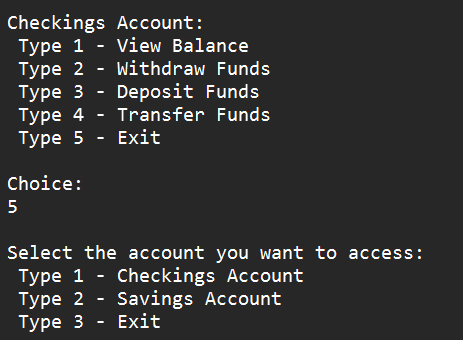 Checkings Account:
Type 1 - View Balance
Type 2 - Withdraw Funds
Type 3 - Deposit Funds
Type 4 - Transfer Funds
Type 5 - Exit
Choice:
5
Select the account you want to access:
Type 1 - Checkings Account
Type 2 - Savings Account
Type 3 - Exit